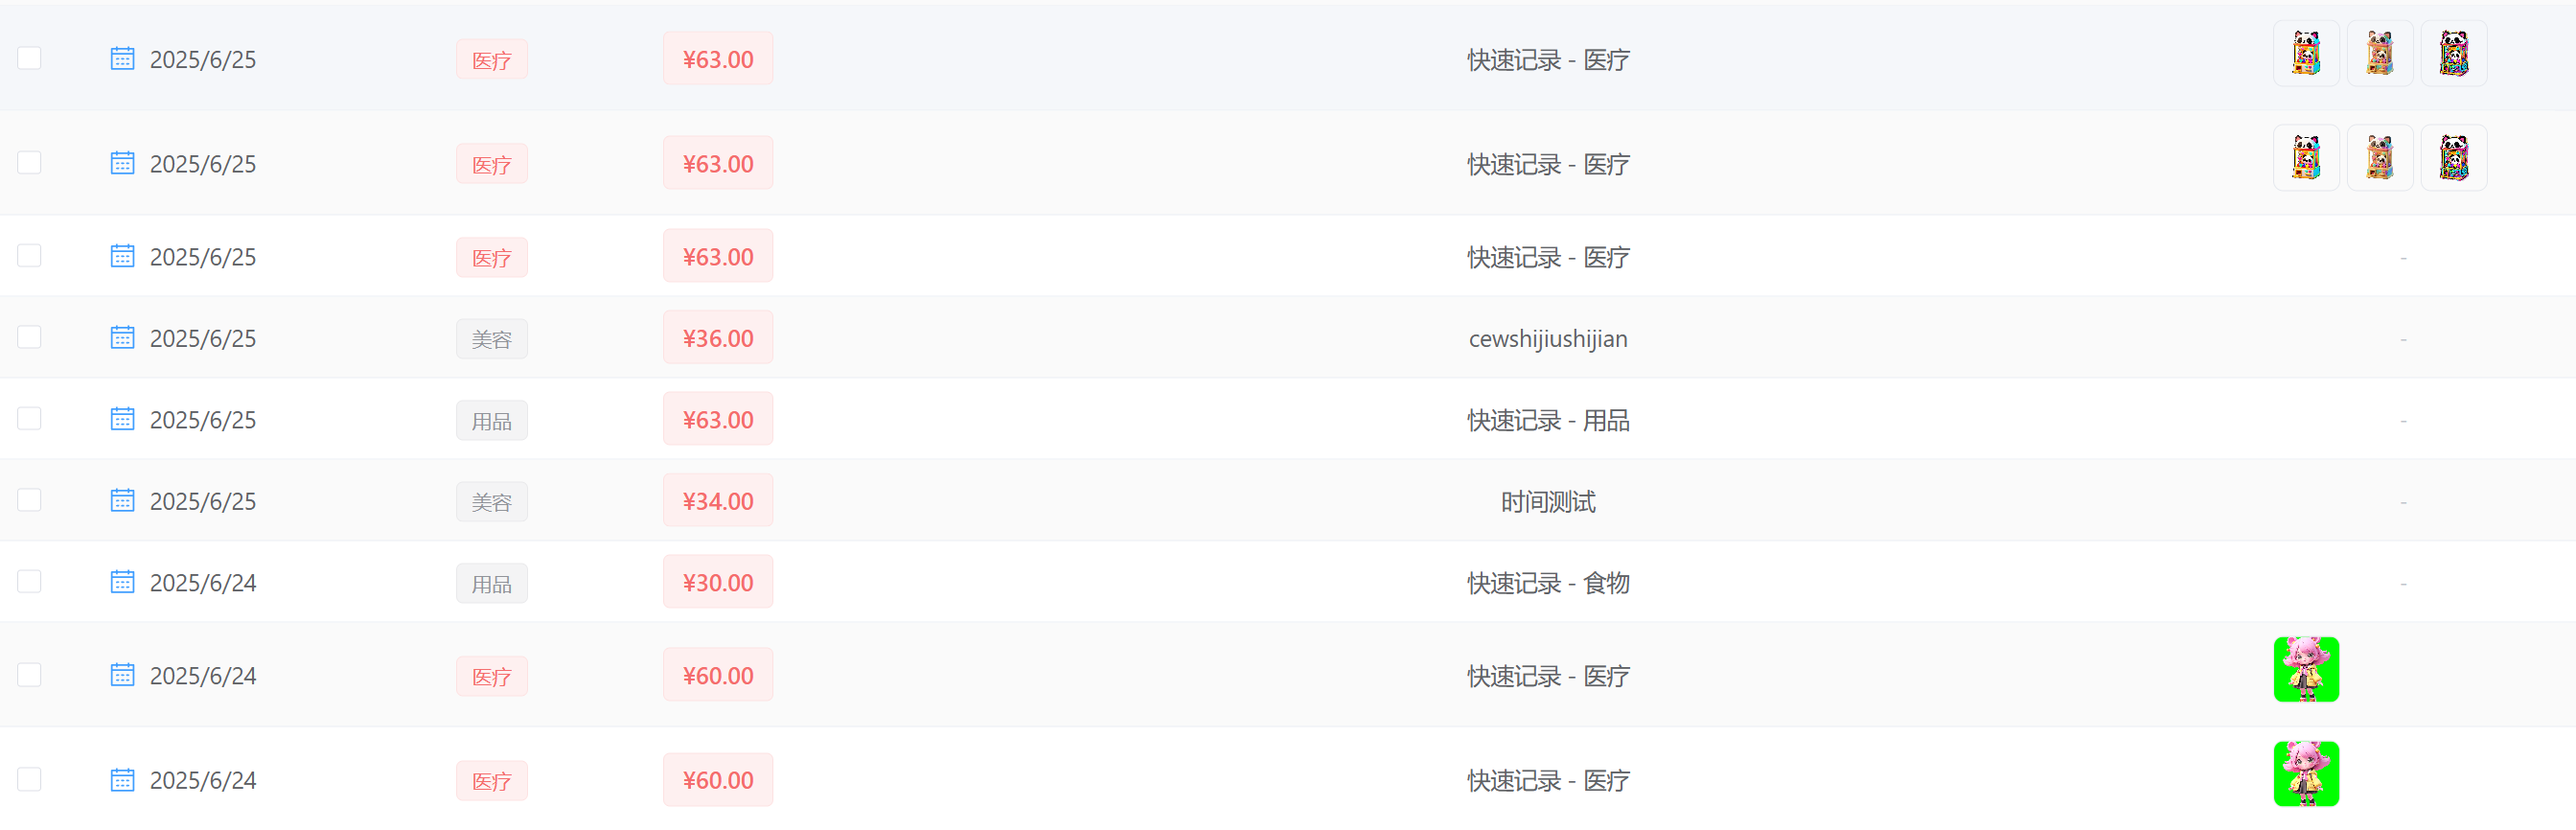 2025/6/25 医疗 ¥63.00 快速记录 - 医疗
2025/6/25 医疗 ¥63.00 快速记录 - 医疗
2025/6/25 医疗 ¥63.00 快速记录 - 医疗 -
2025/6/25 美容 ¥36.00 cewshijiushijian -
2025/6/25 用品 ¥63.00 快速记录 - 用品 -
2025/6/25 美容 ¥34.00 时间测试 -
2025/6/24 用品 ¥30.00 快速记录 - 食物 -
2025/6/24 医疗 ¥60.00 快速记录 - 医疗
2025/6/24 医疗 ¥60.00 快速记录 - 医疗